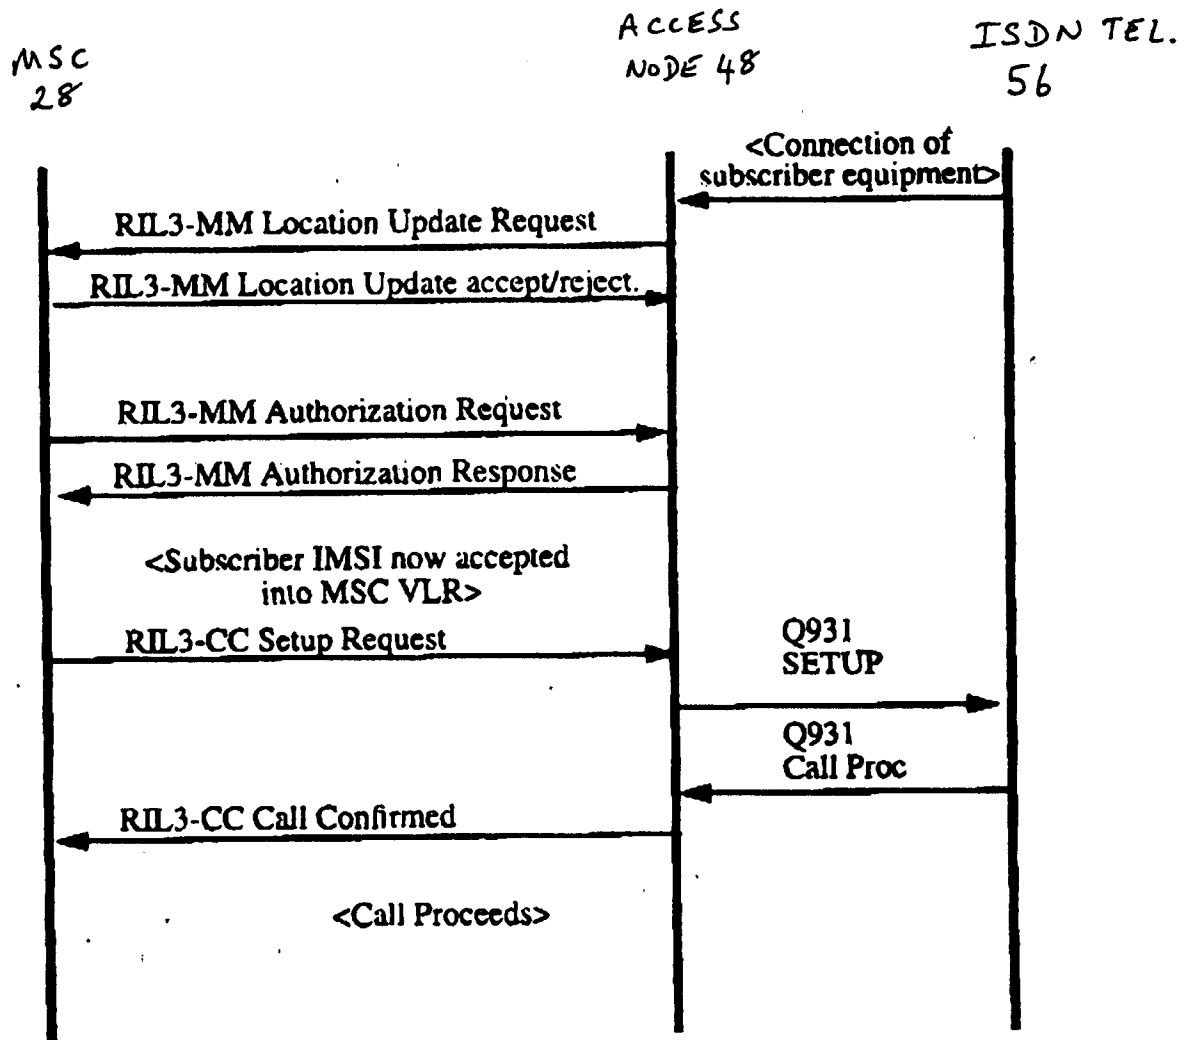 MSC
28
ACCESS
NODE 48
ISDN TEL.
56
<Connection of
subscriber equipment>
RIL3-MM Location Update Request
RIL3-MM Location Update accept/reject.
RIL3-MM Authorization Request
RIL3-MM Authorization Response
<Subscriber IMSI now accepted
into MSC VLR>
RIL3-CC Setup Request
Q931
SETUP
Q931
Call Proc
RIL3-CC Call Confirmed
<Call Proceeds>